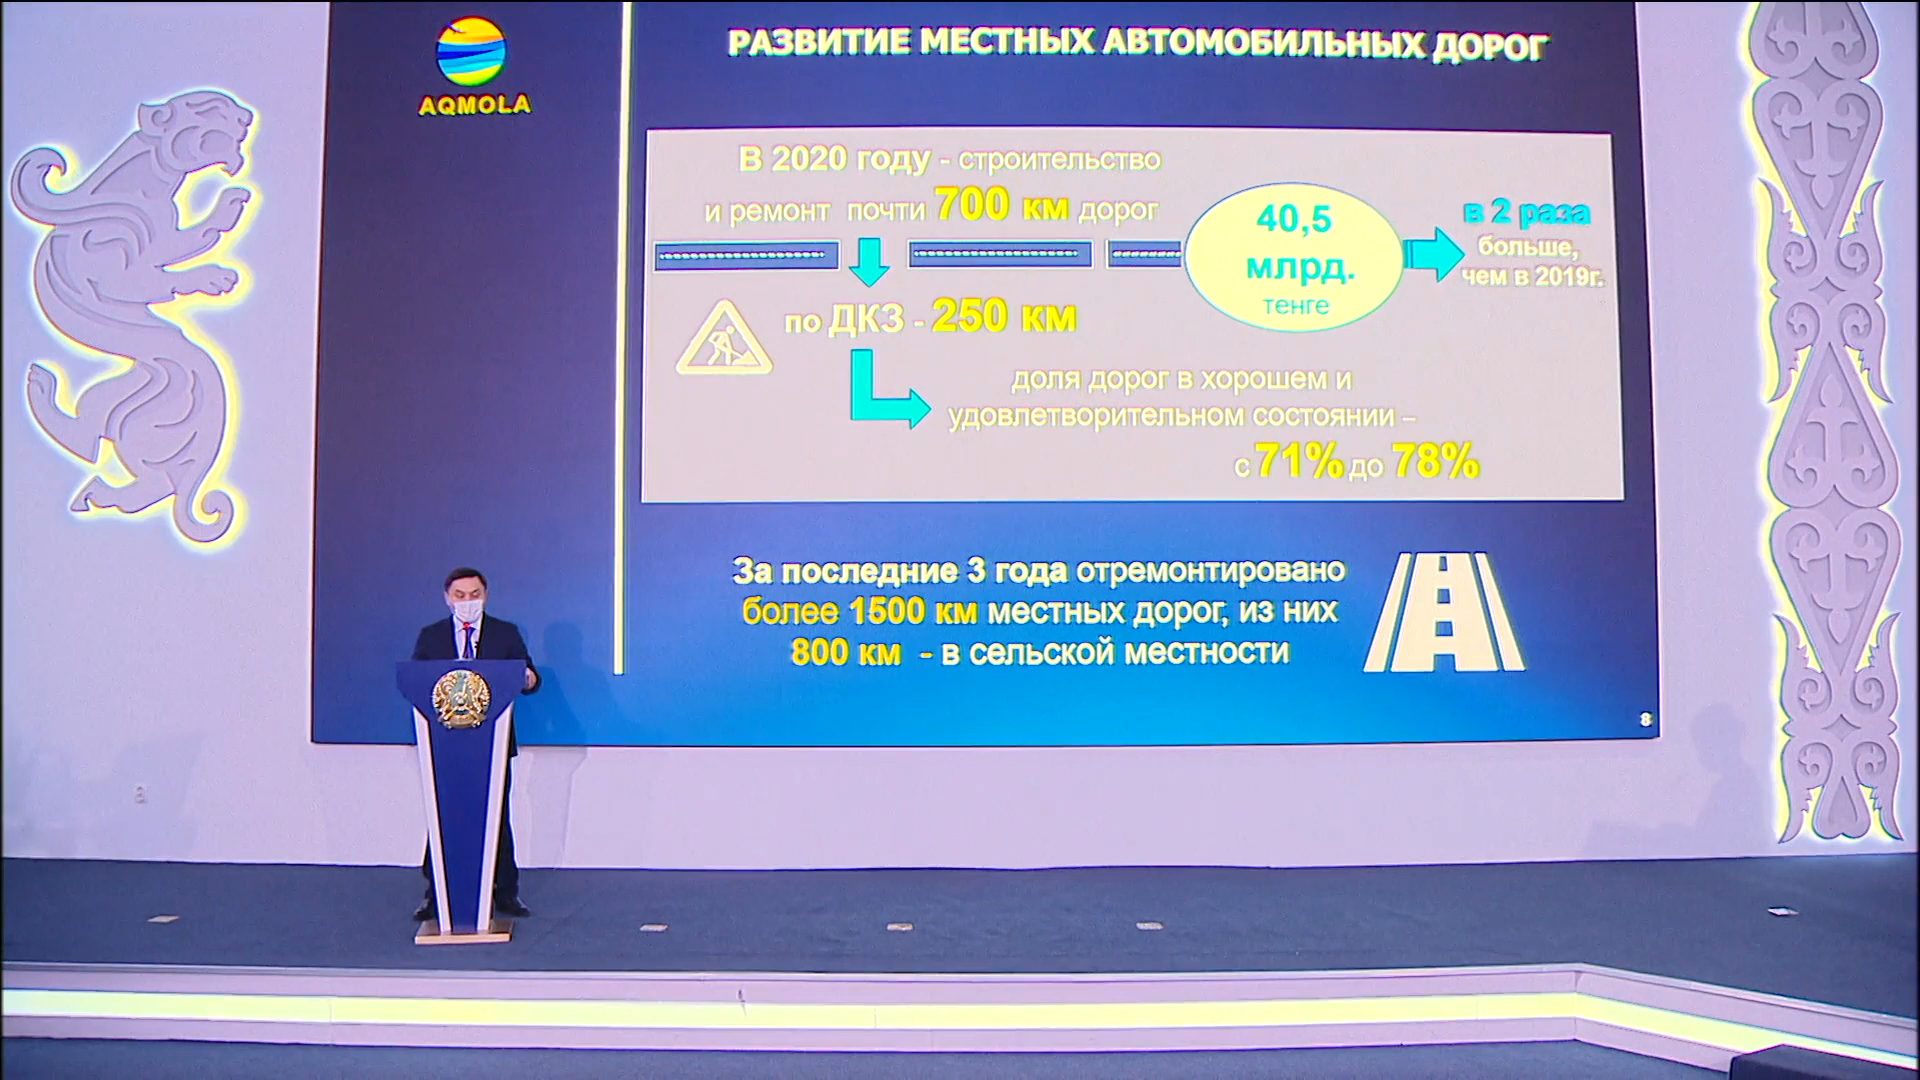 AQMOLA
РАЗВИТИЕ МЕСТНЫХ АВТОМОБИЛЬНЫХ ДОРОГ
В 2020 году - строительство
и ремонт почти 700 км дорог
40,5
млрд.
тенге
в 2 раза
больше,
чем в 2019г.
по ДКЗ - 250 км
доля дорог в хорошем и
удовлетворительном состоянии –
с 71% до 78%
За последние 3 года отремонтировано
более 1500 км местных дорог, из них
800 км - в сельской местности
8